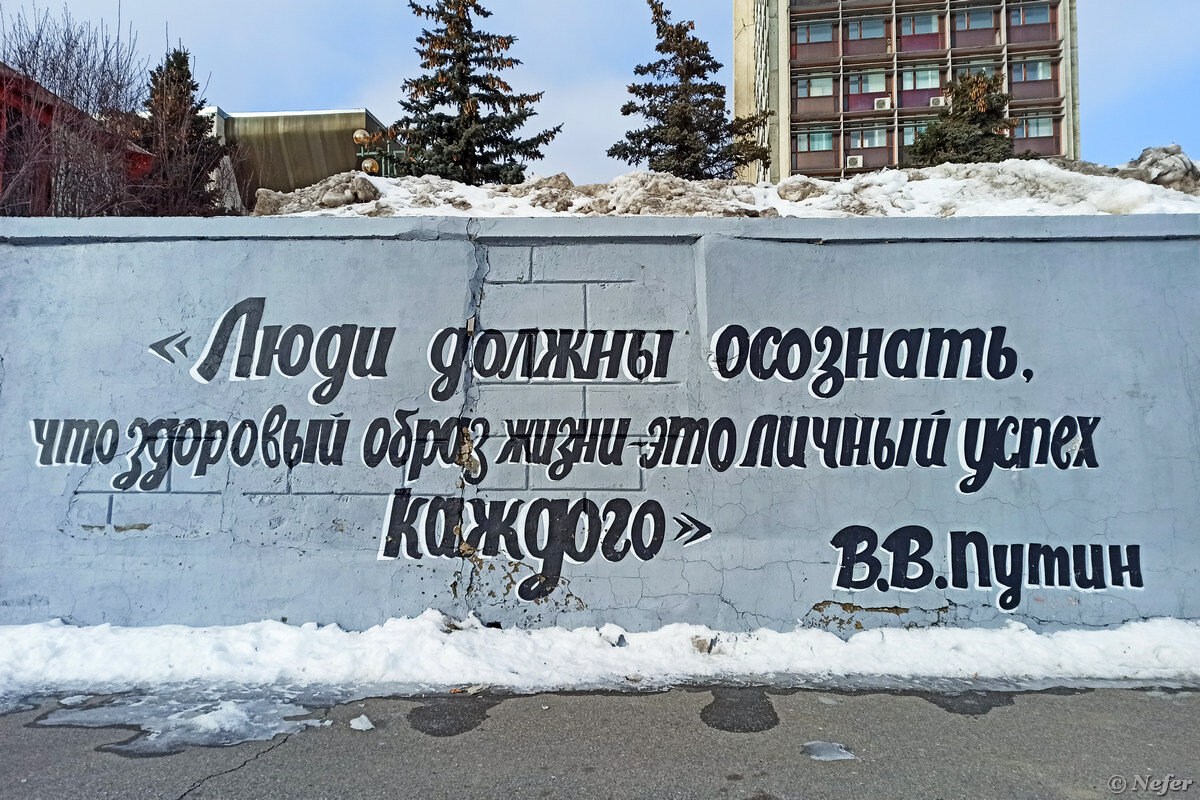 «Люди должны осознать,
что здоровый образ жизни-это личный успех
каждого»
В.В.Путин
© Nefer